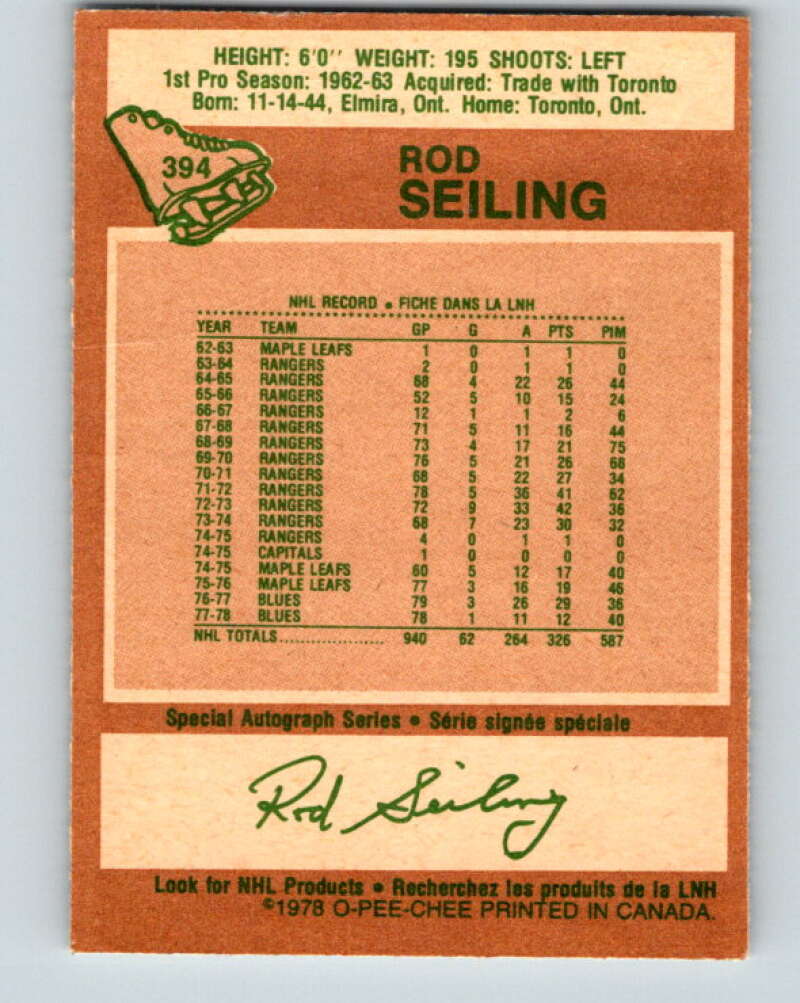 HEIGHT: 6'0'' WEIGHT: 195 SHOOTS: LEFT
1st Pro Season: 1962-63 Acquired: Trade with Toronto
Born: 11-14-44, Elmira, Ont. Home: Toronto, Ont.
394
ROD
SEILING
NHL RECORD • FICHE DANS LA LNH
YEAR TEAM GP G A PTS PIM
62-63 MAPLE LEAFS 1 0 1 1 0
63-64 RANGERS 2 0 1 1 0
64-65 RANGERS 68 4 22 26 44
65-66 RANGERS 52 5 10 15 24
66-67 RANGERS 12 1 1 2 6
67-68 RANGERS 71 5 11 16 44
68-69 RANGERS 73 4 17 21 75
69-70 RANGERS 76 5 21 26 68
70-71 RANGERS 68 5 22 27 34
71-72 RANGERS 78 5 36 41 62
72-73 RANGERS 72 9 33 42 36
73-74 RANGERS 68 7 23 30 32
74-75 RANGERS 4 0 1 1 0
74-75 CAPITALS 1 0 0 0 0
74-75 MAPLE LEAFS 60 5 12 17 40
75-76 MAPLE LEAFS 77 3 16 19 46
76-77 BLUES 79 3 26 29 36
77-78 BLUES 78 1 11 12 40
NHL TOTALS..................... 940 62 264 326 587
Special Autograph Series • Série signée spéciale
Rod Seiling
Look for NHL Products • Recherchez les produits de la LNH
©1978 O-PEE-CHEE PRINTED IN CANADA.